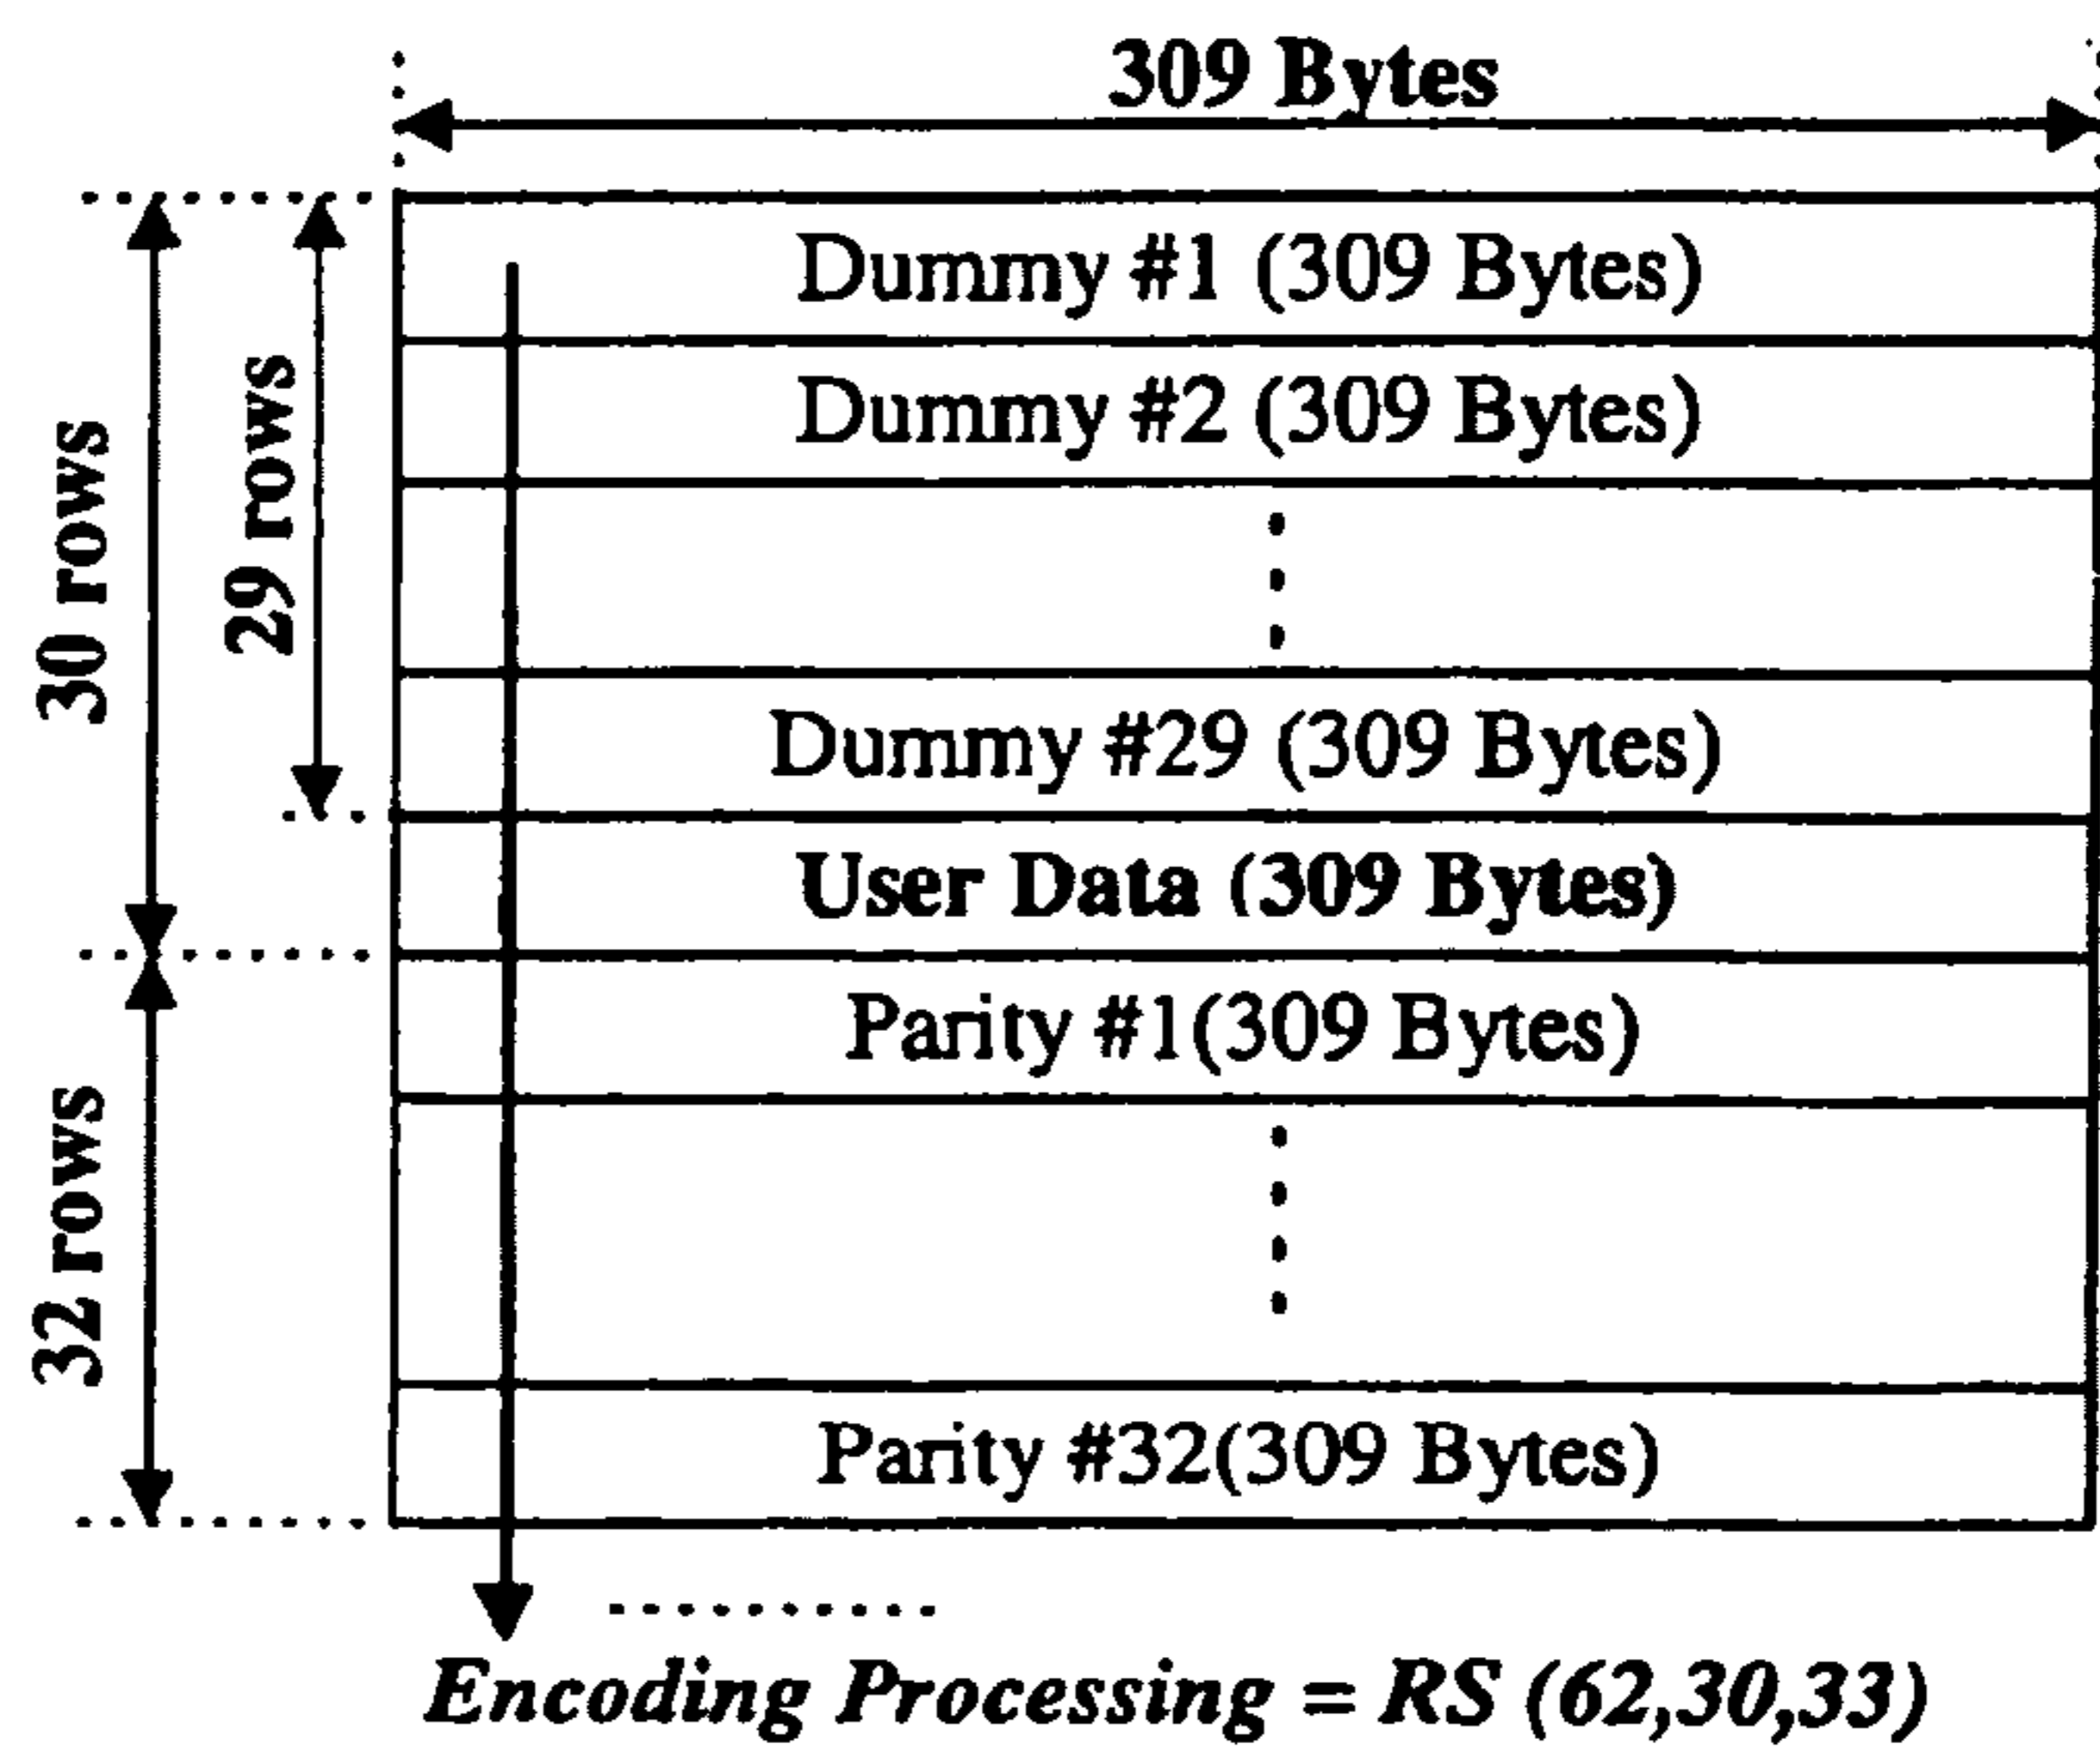 309 Bytes
Dummy #1 (309 Bytes)
Dummy #2 (309 Bytes)
29 rows
30 rows
Dummy #29 (309 Bytes)
User Data (309 Bytes)
Parity #1(309 Bytes)
32 rows
Parity #32(309 Bytes)
Encoding Processing = RS (62,30,33)